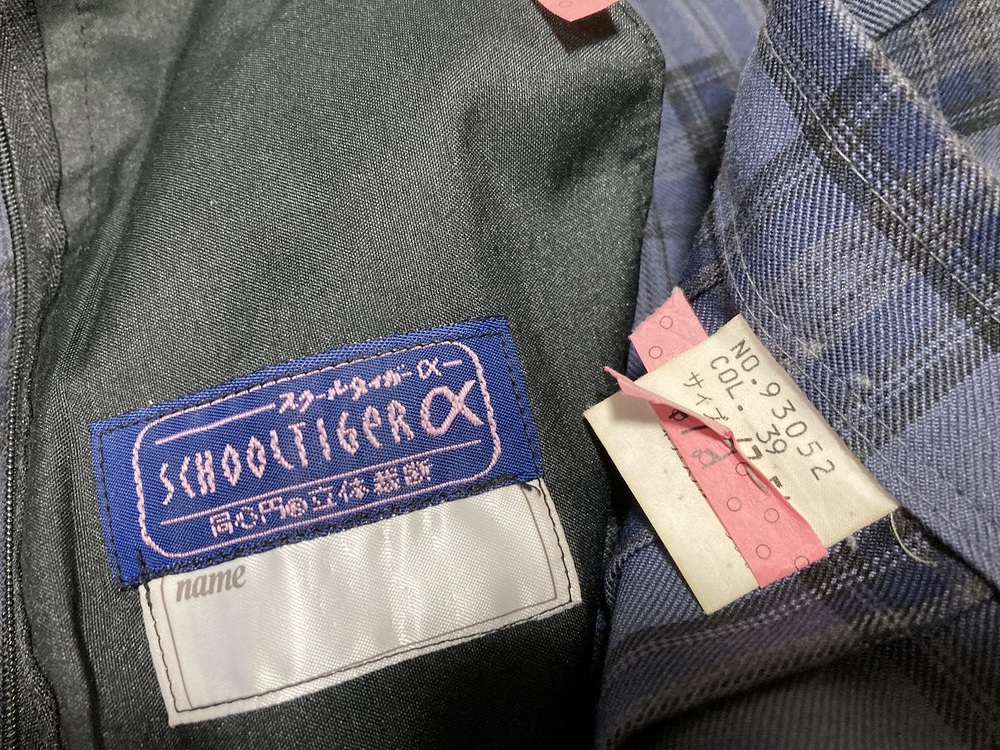 スクールタイガーα
SCHOOLTIGER α
同心円の立体裁断
name
NO.93052
COL. 39
サイズ